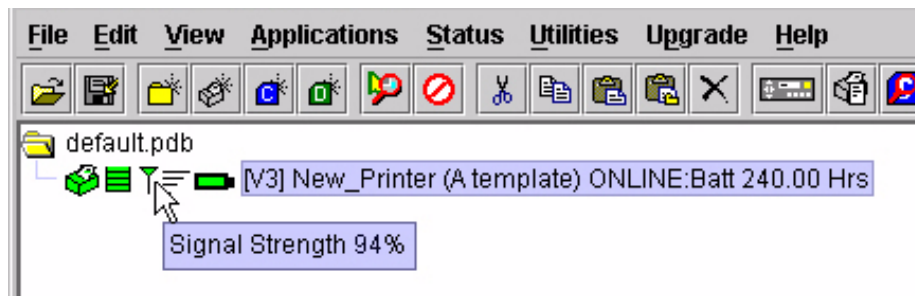 File Edit View Applications Status Utilities Upgrade Help
C O C
default.pdb
[V3] New_Printer (A template) ONLINE:Batt 240.00 Hrs
Signal Strength 94%